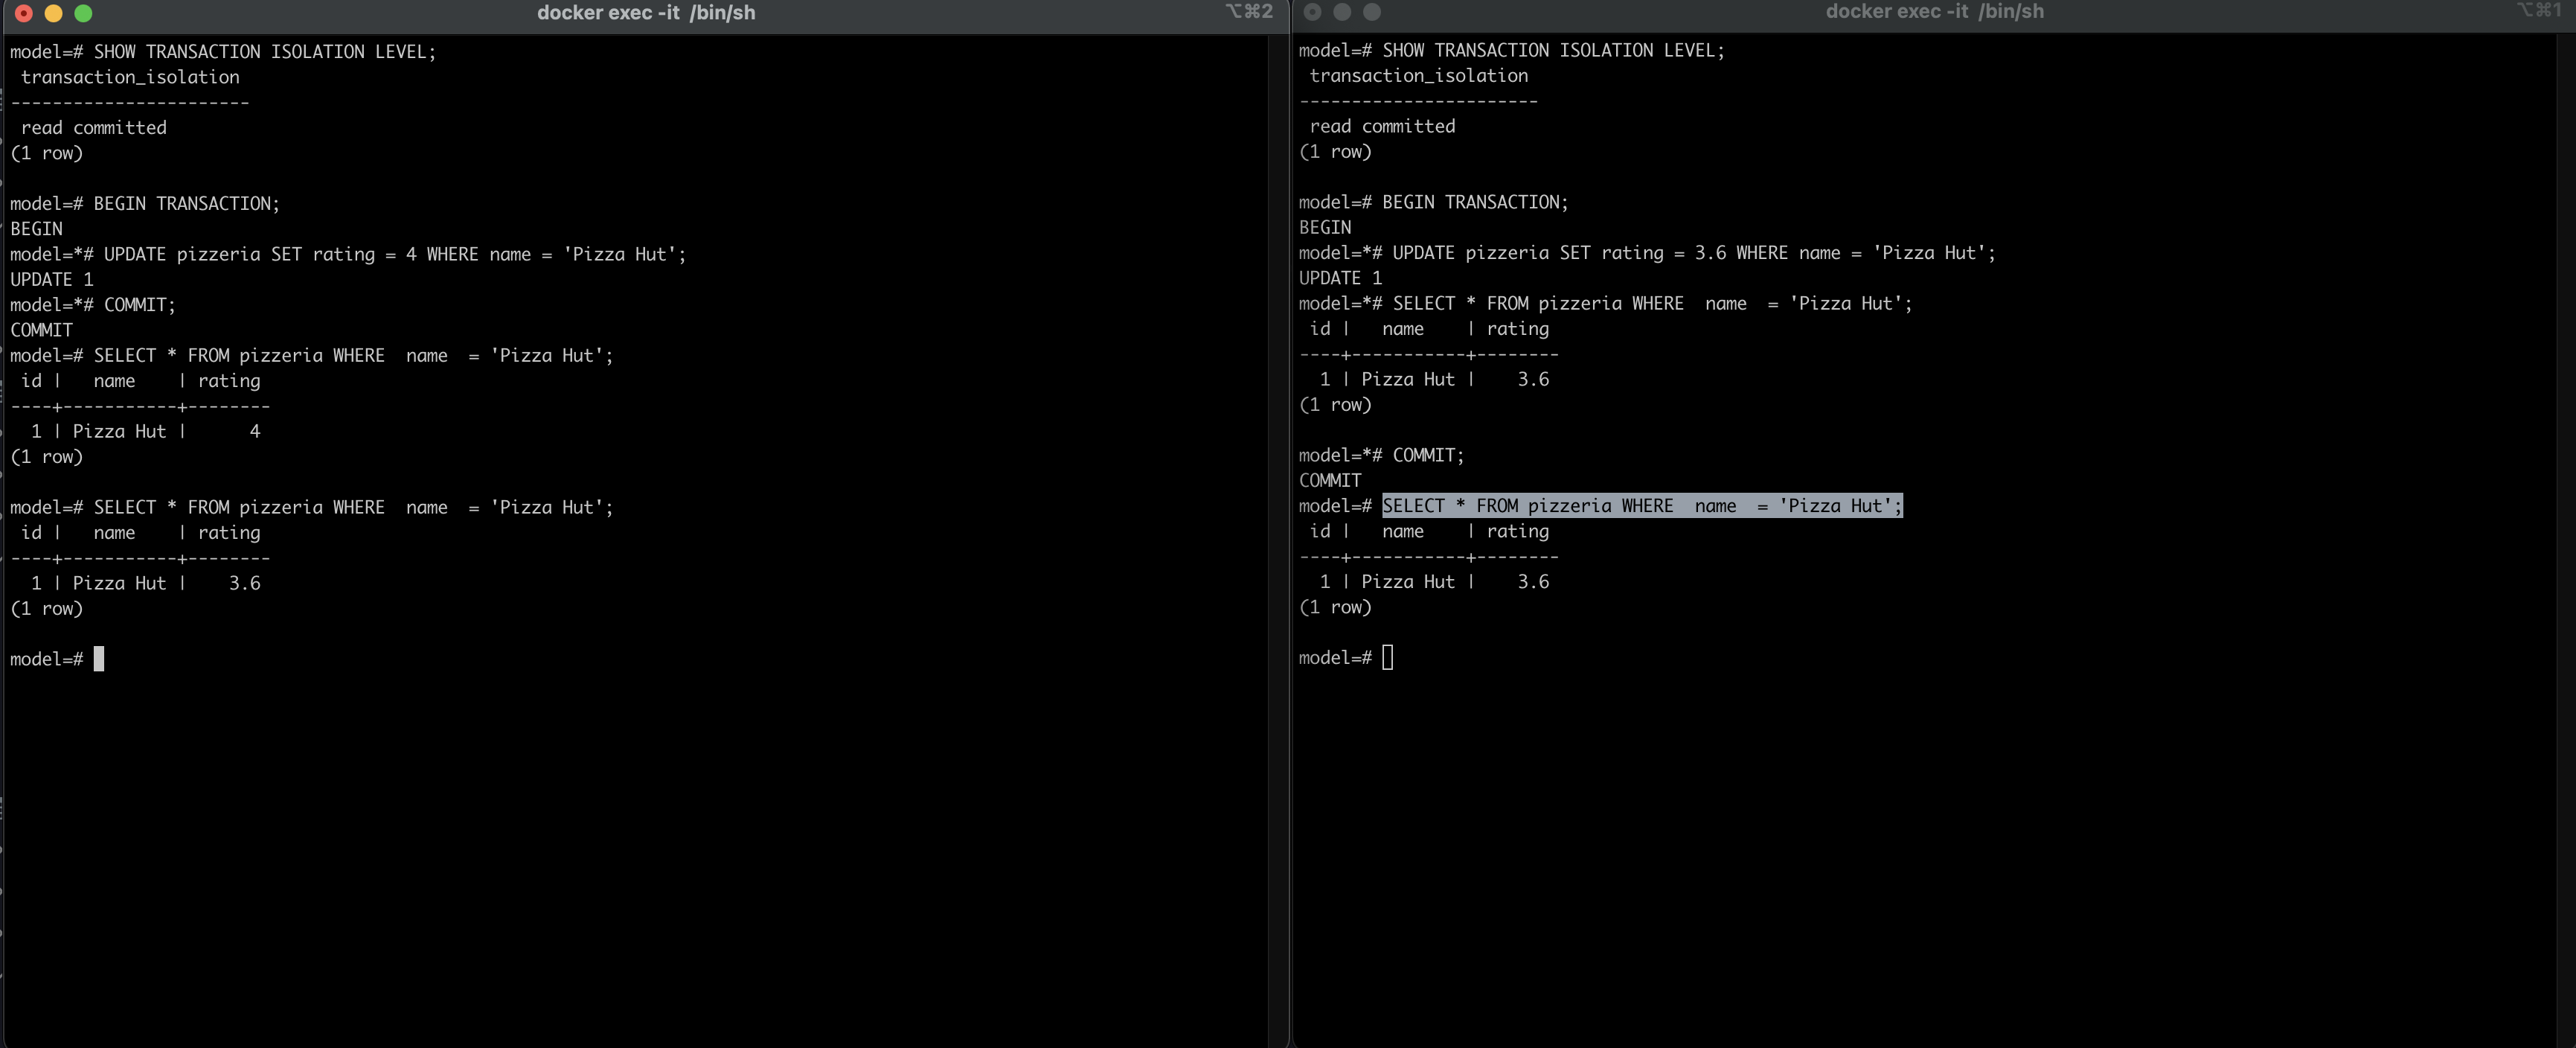 docker exec -it /bin/sh
⌥⌘2
model=# SHOW TRANSACTION ISOLATION LEVEL;
transaction_isolation
-----------------------
read committed
(1 row)
model=# BEGIN TRANSACTION;
BEGIN
model=*# UPDATE pizzeria SET rating = 4 WHERE name = 'Pizza Hut';
UPDATE 1
model=*# COMMIT;
COMMIT
model=# SELECT * FROM pizzeria WHERE  name  = 'Pizza Hut';
id |   name    | rating
----+-----------+--------
1 | Pizza Hut |      4
(1 row)
model=# SELECT * FROM pizzeria WHERE  name  = 'Pizza Hut';
id |   name    | rating
----+-----------+--------
1 | Pizza Hut |    3.6
(1 row)
model=#
docker exec -it /bin/sh
⌥⌘1
model=# SHOW TRANSACTION ISOLATION LEVEL;
transaction_isolation
-----------------------
read committed
(1 row)
model=# BEGIN TRANSACTION;
BEGIN
model=*# UPDATE pizzeria SET rating = 3.6 WHERE name = 'Pizza Hut';
UPDATE 1
model=*# SELECT * FROM pizzeria WHERE  name  = 'Pizza Hut';
id |   name    | rating
----+-----------+--------
1 | Pizza Hut |    3.6
(1 row)
model=*# COMMIT;
COMMIT
model=# SELECT * FROM pizzeria WHERE  name  = 'Pizza Hut';
id |   name    | rating
----+-----------+--------
1 | Pizza Hut |    3.6
(1 row)
model=#